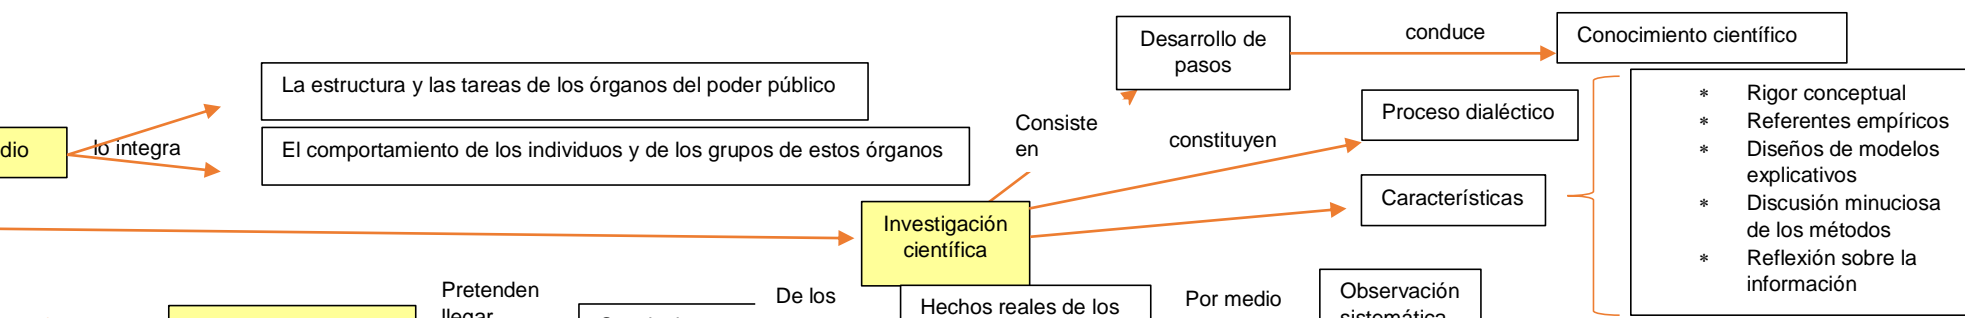 Desarrollo de
pasos
conduce
Conocimiento científico
La estructura y las tareas de los órganos del poder público
dio
lo integra
El comportamiento de los individuos y de los grupos de estos órganos
Consiste
en
constituyen
Proceso dialéctico
Características
* Rigor conceptual
* Referentes empíricos
* Diseños de modelos
explicativos
* Discusión minuciosa
de los métodos
* Reflexión sobre la
información
Investigación
científica
Pretenden
llegar
De los
Hechos reales de los
Por medio
Observación
sistemática